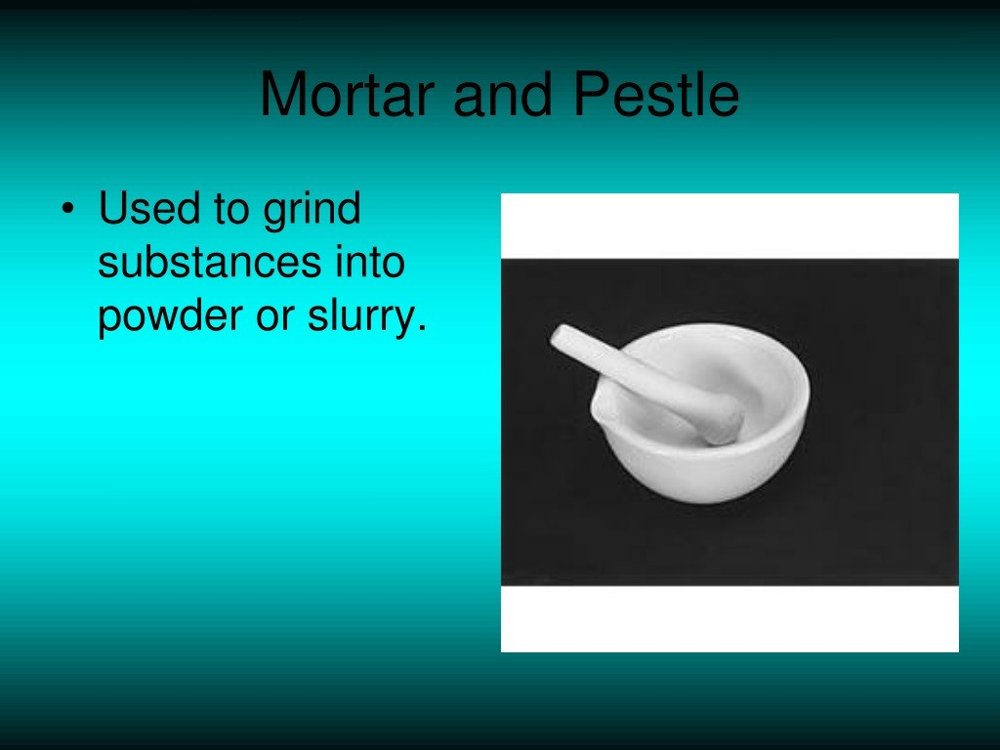 Mortar and Pestle
• Used to grind
substances into
powder or slurry.